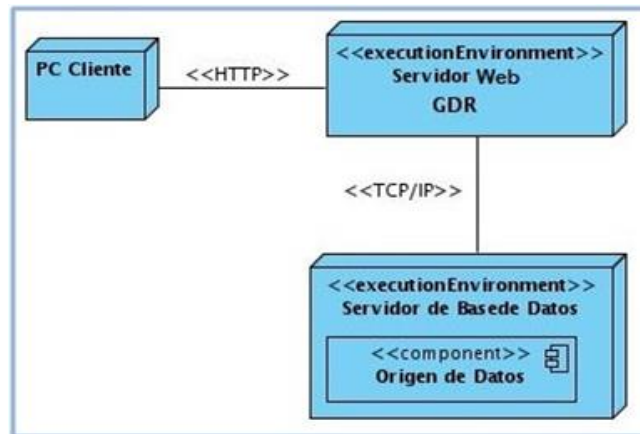 PC Cliente
<<HTTP>>
<<executionEnvironment>>
Servidor Web
GDR
<<TCP/IP>>
<<executionEnvironment>>
Servidor de Basede Datos
<<component>>
Origen de Datos